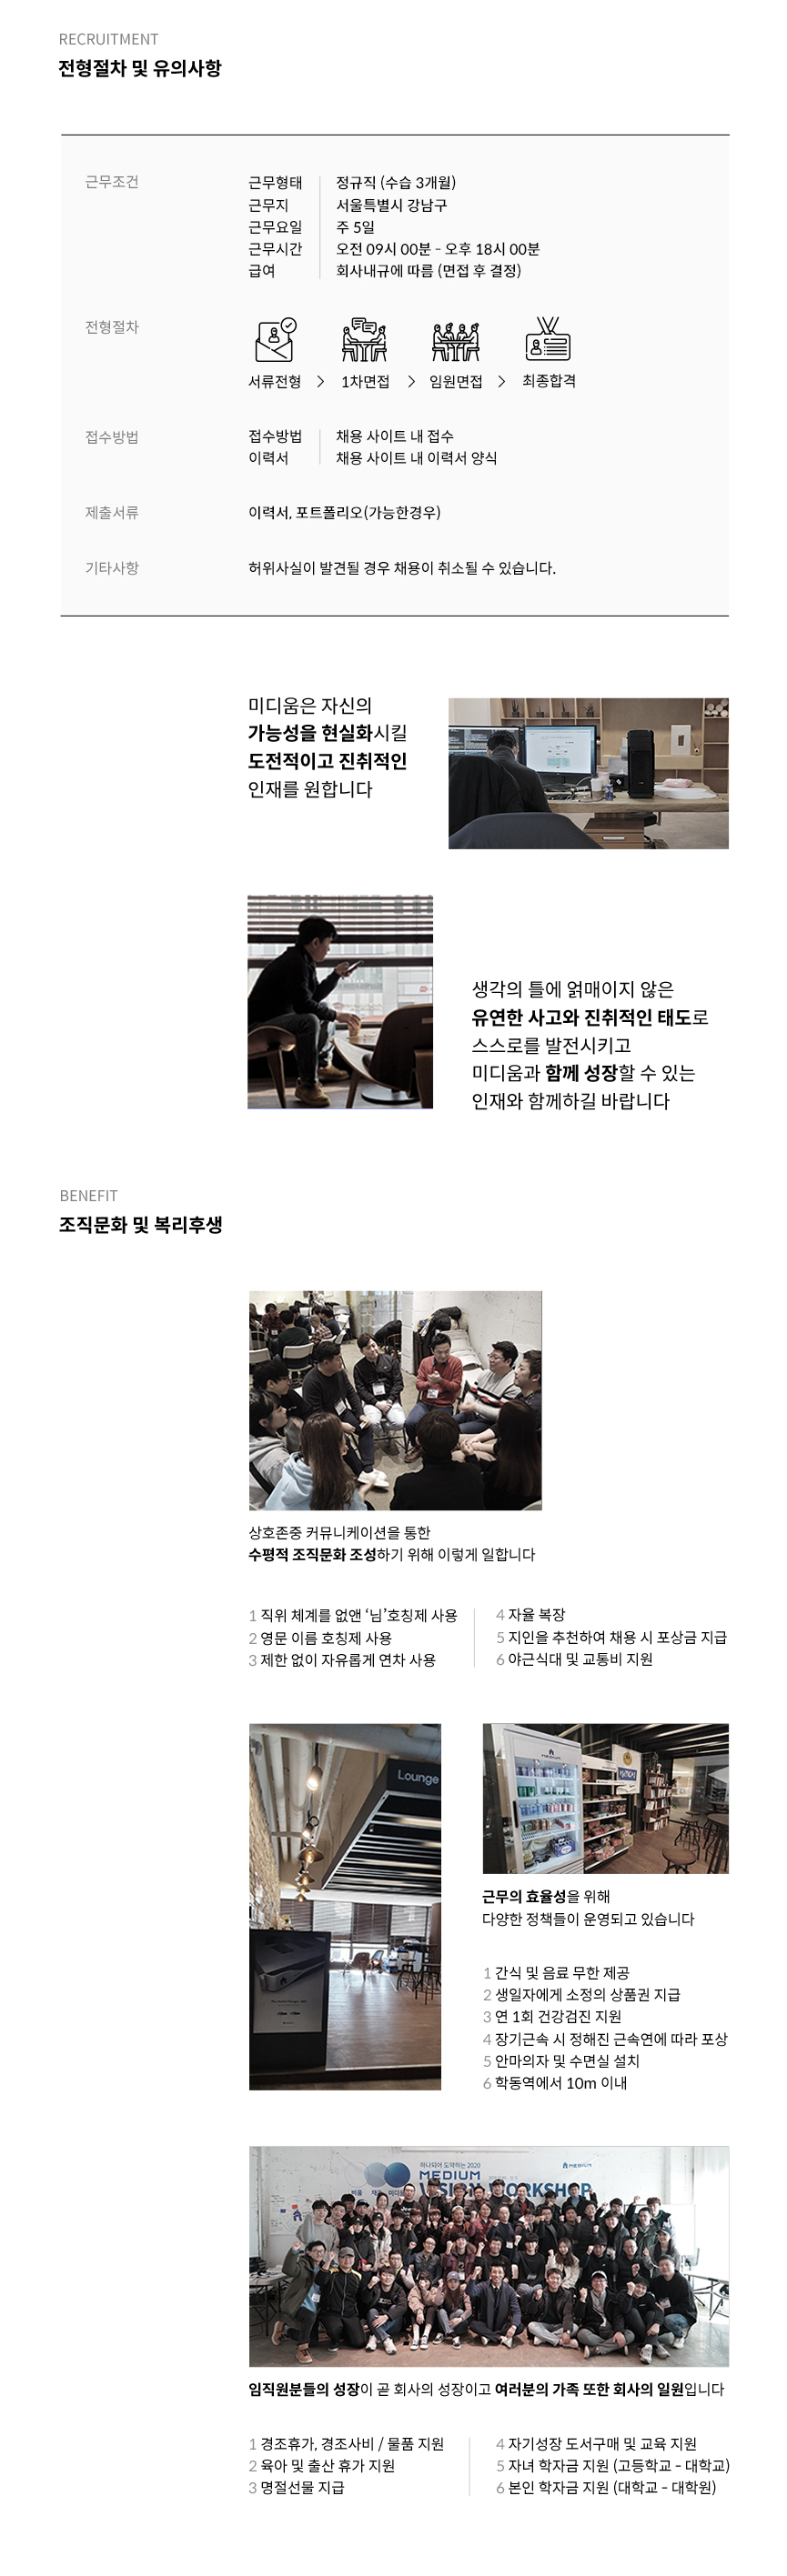 RECRUITMENT
전형절차 및 유의사항
근무조건
근무형태 정규직 (수습 3개월)
근무지 서울특별시 강남구
근무요일 주 5일
근무시간 오전 09시 00분 - 오후 18시 00분
급여 회사내규에 따름 (면접 후 결정)
전형절차
서류전형 > 1차면접 > 임원면접 > 최종합격
접수방법
접수방법 채용 사이트 내 접수
이력서 채용 사이트 내 이력서 양식
제출서류
이력서, 포트폴리오(가능한경우)
기타사항
허위사실이 발견될 경우 채용이 취소될 수 있습니다.
미디움은 자신의
가능성을 현실화시킬
도전적이고 진취적인
인재를 원합니다
생각의 틀에 얽매이지 않은
유연한 사고와 진취적인 태도로
스스로를 발전시키고
미디움과 함께 성장할 수 있는
인재와 함께하길 바랍니다
BENEFIT
조직문화 및 복리후생
상호존중 커뮤니케이션을 통한
수평적 조직문화 조성하기 위해 이렇게 일합니다
1 직위 체계를 없앤 ‘님’호칭제 사용
2 영문 이름 호칭제 사용
3 제한 없이 자유롭게 연차 사용
4 자율 복장
5 지인을 추천하여 채용 시 포상금 지급
6 야근식대 및 교통비 지원
Lounge
MEDIUM
근무의 효율성을 위해
다양한 정책들이 운영되고 있습니다
1 간식 및 음료 무한 제공
2 생일자에게 소정의 상품권 지급
3 연 1회 건강검진 지원
4 장기근속 시 정해진 근속연에 따라 포상
5 안마의자 및 수면실 설치
6 학동역에서 10m 이내
하나되어 도약하는 2020
MEDIUM
MEDIUM
VISION WORKSHOP
임직원분들의 성장이 곧 회사의 성장이고 여러분의 가족 또한 회사의 일원입니다
1 경조휴가, 경조사비 / 물품 지원
2 육아 및 출산 휴가 지원
3 명절선물 지급
4 자기성장 도서구매 및 교육 지원
5 자녀 학자금 지원 (고등학교 - 대학교)
6 본인 학자금 지원 (대학교 - 대학원)